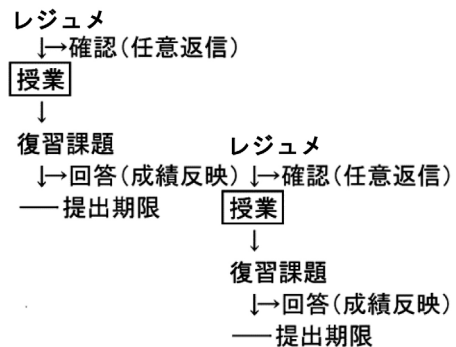 レジュメ
↓→確認(任意返信)
授業
↓
復習課題
↓→回答(成績反映)
──提出期限
レジュメ
↓→確認(任意返信)
授業
↓
復習課題
↓→回答(成績反映)
──提出期限